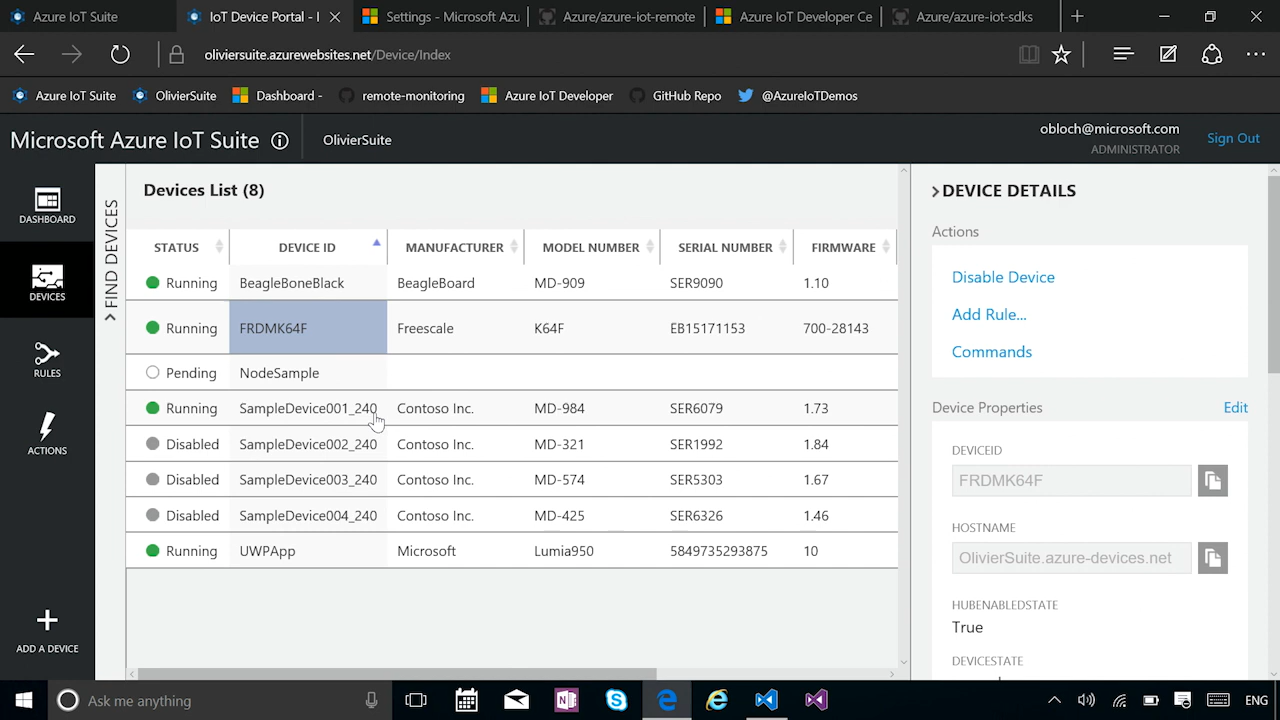 Azure IoT Suite
IoT Device Portal - I
Settings - Microsoft Azu
Azure/azure-iot-remote
Azure IoT Developer Ce
Azure/azure-iot-sdks
oliviersuite.azurewebsites.net/Device/Index
Azure IoT Suite
OlivierSuite
Dashboard -
remote-monitoring
Azure IoT Developer
GitHub Repo
@AzureIoTDemos
Microsoft Azure IoT Suite
OlivierSuite
obloch@microsoft.com
ADMINISTRATOR
Sign Out
DASHBOARD
DEVICES
RULES
ACTIONS
ADD A DEVICE
FIND DEVICES
Devices List (8)
STATUS DEVICE ID MANUFACTURER MODEL NUMBER SERIAL NUMBER FIRMWARE
Running BeagleBoneBlack BeagleBoard MD-909 SER9090 1.10
Running FRDMK64F Freescale K64F EB15171153 700-28143
Pending NodeSample
Running SampleDevice001_240 Contoso Inc. MD-984 SER6079 1.73
Disabled SampleDevice002_240 Contoso Inc. MD-321 SER1992 1.84
Disabled SampleDevice003_240 Contoso Inc. MD-574 SER5303 1.67
Disabled SampleDevice004_240 Contoso Inc. MD-425 SER6326 1.46
Running UWPApp Microsoft Lumia950 5849735293875 10
DEVICE DETAILS
Actions
Disable Device
Add Rule...
Commands
Device Properties Edit
DEVICEID
FRDMK64F
HOSTNAME
OlivierSuite.azure-devices.net
HUBENABLEDSTATE
True
DEVICESTATE
Ask me anything
ENG